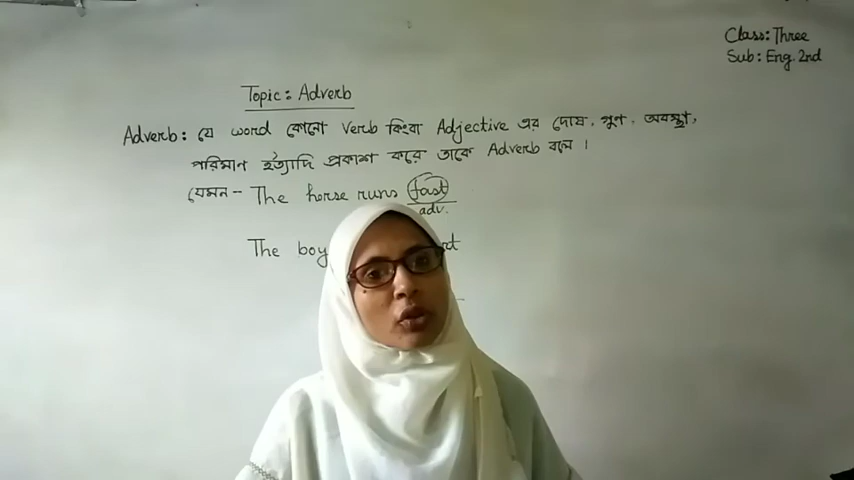 Class: Three
Sub: Eng. 2nd
Topic: Adverb
Adverb: যে word কোনো Verb কিংবা Adjective এর দোষ, গুণ, অবস্থা,
পরিমান ইত্যাদি প্রকাশ করে তাকে Adverb বলে।
যেমন- The horse runs fast
adv.
The boy